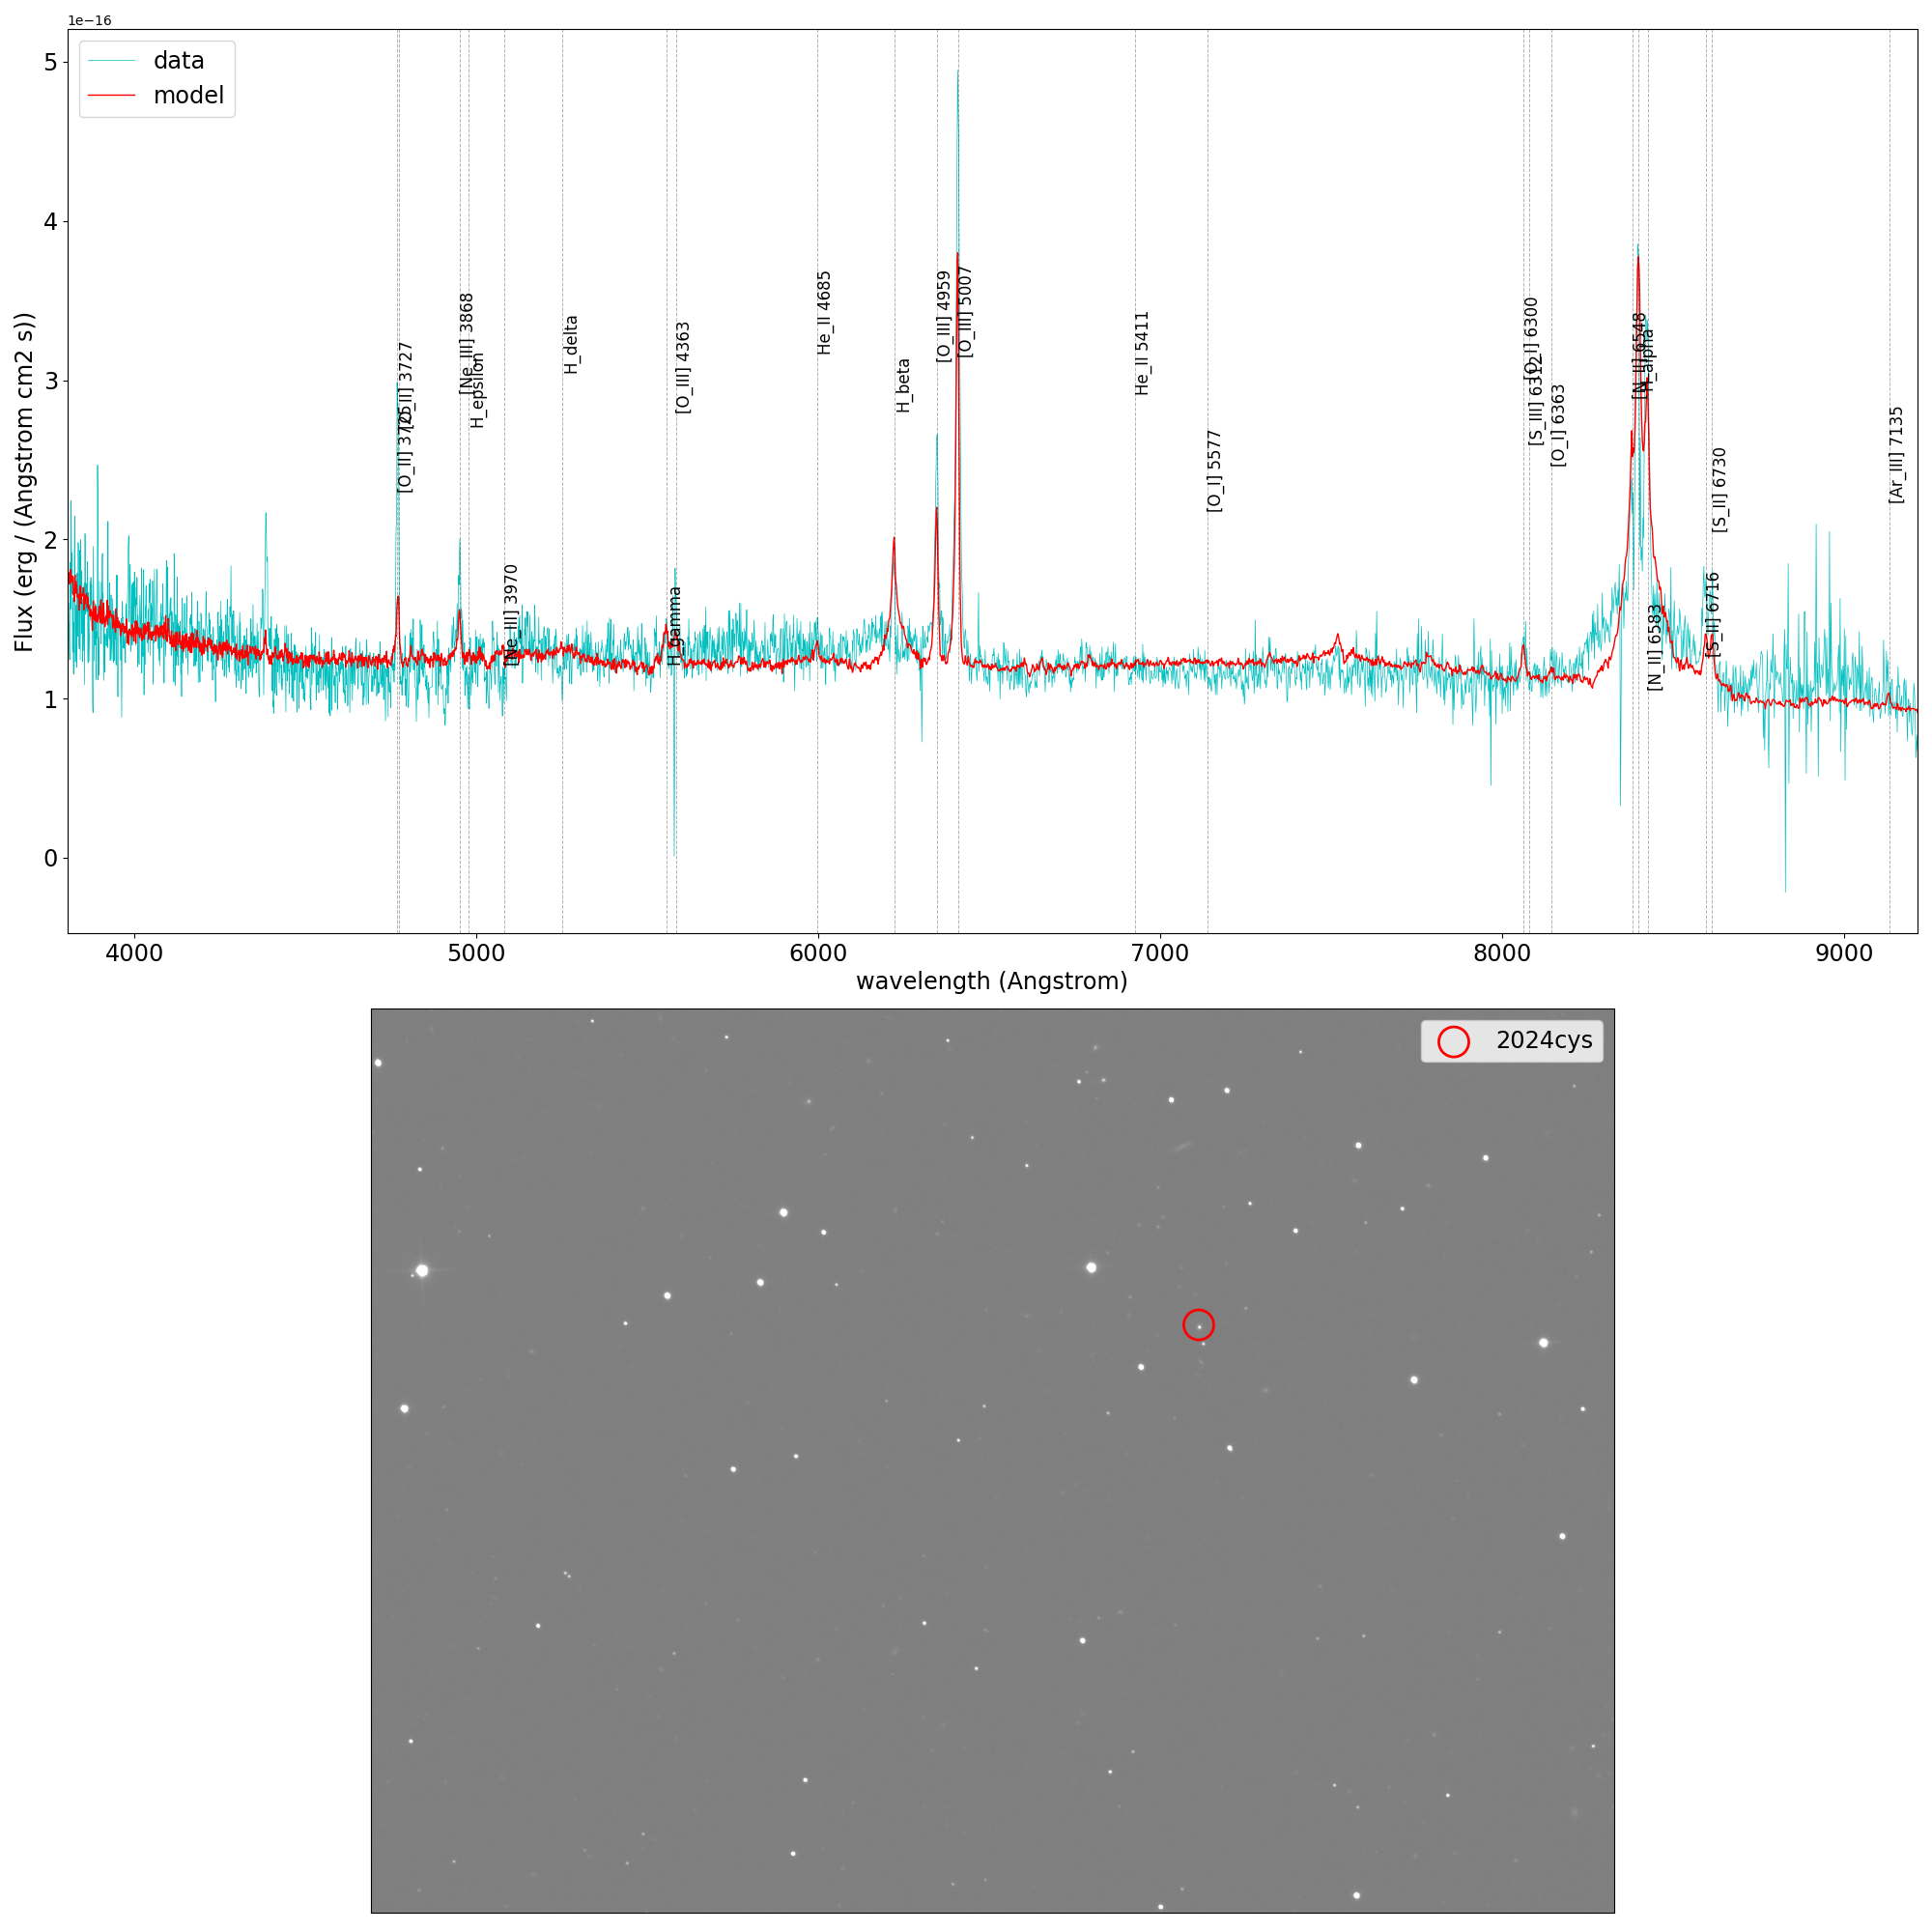 1e−16
data
model
Flux (erg / (Angstrom cm2 s))
5
4
3
2
1
0
[O_II] 3725
[O_II] 3727
[Ne_III] 3868
H_epsilon
[Ne_III] 3970
H_delta
H_gamma
[O_III] 4363
He_II 4685
H_beta
[O_III] 4959
[O_III] 5007
He_II 5411
[O_I] 5577
[O_I] 6300
[S_III] 6312
[O_I] 6363
[N_II] 6548
H_alpha
[N_II] 6583
[S_II] 6716
[S_II] 6730
[Ar_III] 7135
4000
5000
6000
7000
8000
9000
wavelength (Angstrom)
2024cys